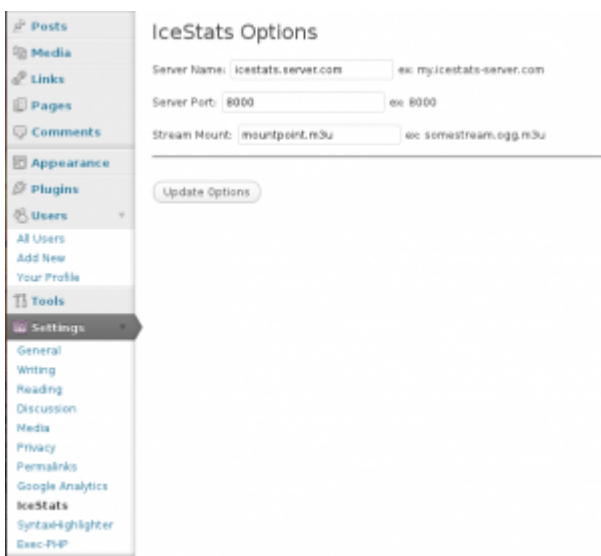 Posts
Media
Links
Pages
Comments
Appearance
Plugins
Users
All Users
Add New
Your Profile
Tools
Settings
General
Writing
Reading
Discussion
Media
Privacy
Permalinks
Google Analytics
IceStats
SyntaxHighlighter
Exec-PHP
IceStats Options
Server Name: icestats.server.com ex: my.icestats-server.com
Server Port: 8000 ex: 8000
Stream Mount: mountpoint.m3u ex: somestream.ogg.m3u
Update Options